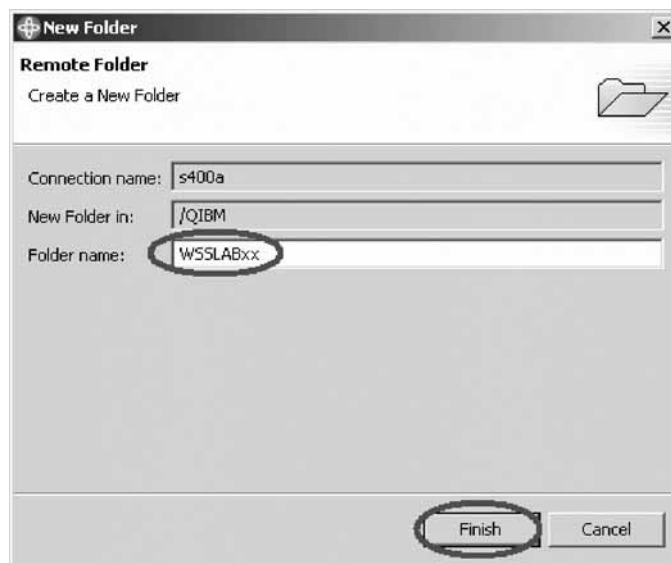 New Folder
Remote Folder
Create a New Folder
Connection name: s400a
New Folder in: /QIBM
Folder name: WSSLABxx
Finish Cancel